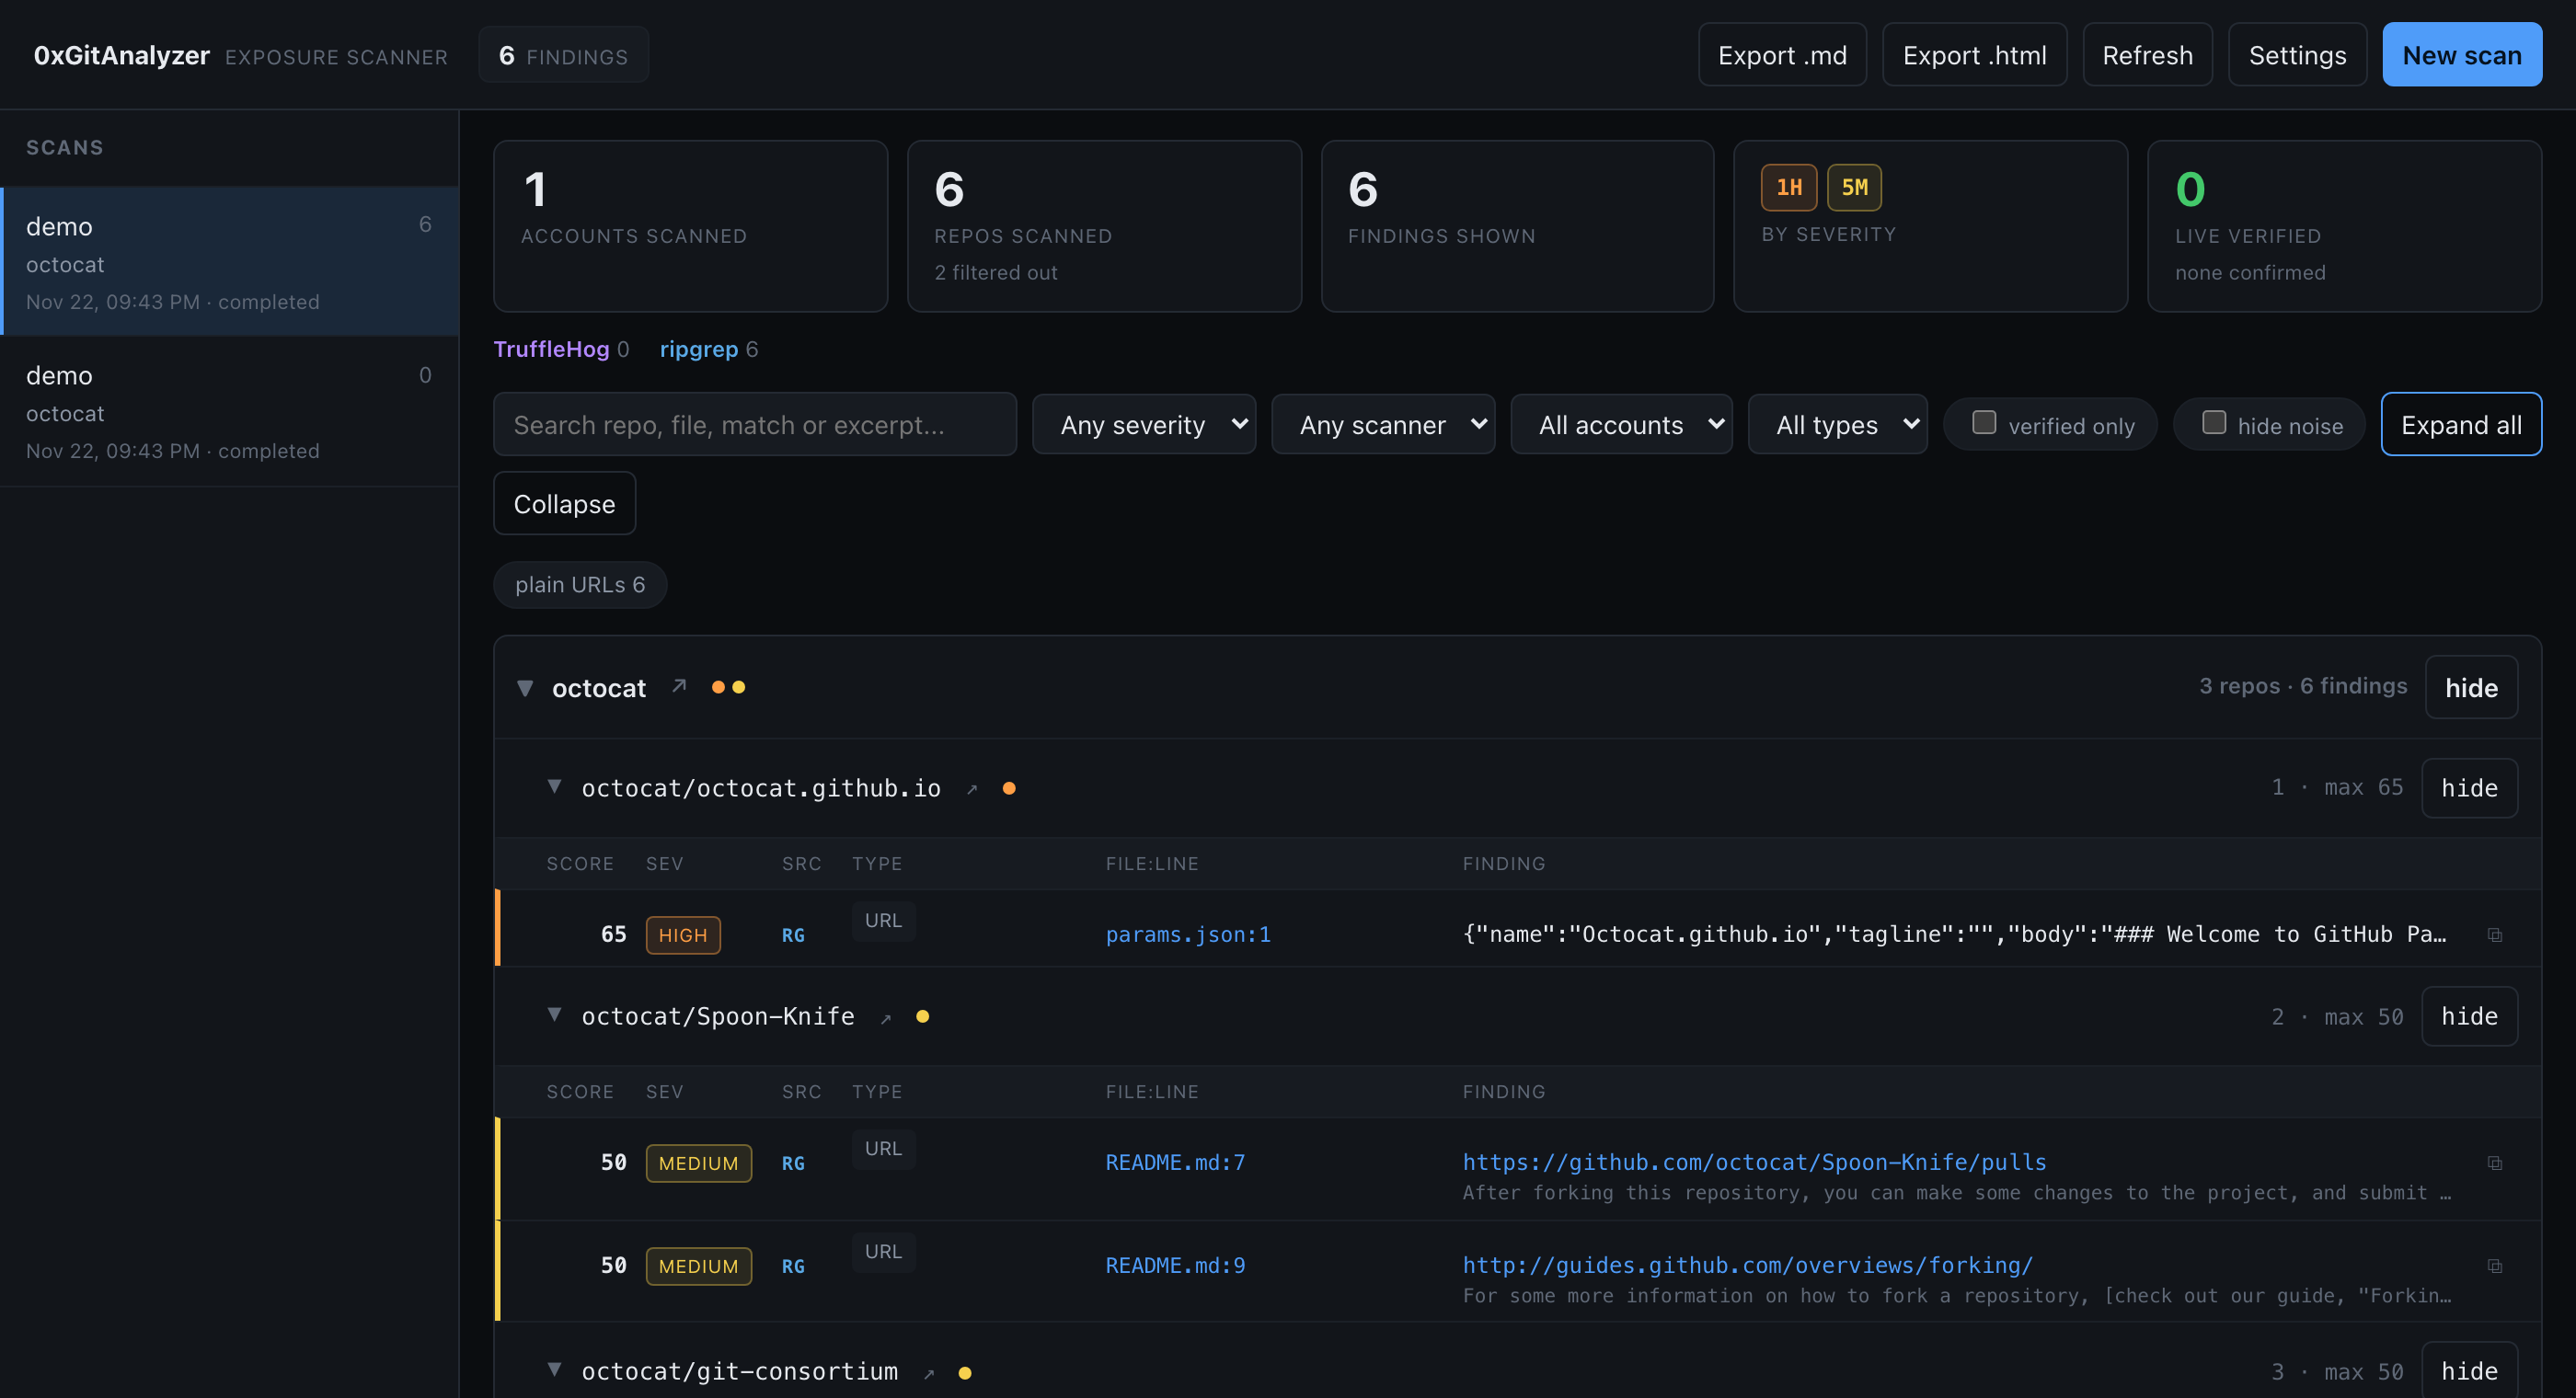 0xGitAnalyzer EXPOSURE SCANNER 6 FINDINGS Export .md Export .html Refresh Settings New scan
SCANS
demo 6
octocat
Nov 22, 09:43 PM · completed
demo 0
octocat
Nov 22, 09:43 PM · completed
1
ACCOUNTS SCANNED
6
REPOS SCANNED
2 filtered out
6
FINDINGS SHOWN
1H 5M
BY SEVERITY
0
LIVE VERIFIED
none confirmed
TruffleHog 0 ripgrep 6
Search repo, file, match or excerpt... Any severity Any scanner All accounts All types verified only hide noise Expand all
Collapse
plain URLs 6
octocat ↗ 3 repos · 6 findings hide
octocat/octocat.github.io ↗ 1 · max 65 hide
SCORE SEV SRC TYPE FILE:LINE FINDING
65 HIGH RG URL params.json:1 {"name":"Octocat.github.io","tagline":"","body":"### Welcome to GitHub Pa…
octocat/Spoon-Knife ↗ 2 · max 50 hide
SCORE SEV SRC TYPE FILE:LINE FINDING
50 MEDIUM RG URL README.md:7 https://github.com/octocat/Spoon-Knife/pulls
After forking this repository, you can make some changes to the project, and submit …
50 MEDIUM RG URL README.md:9 http://guides.github.com/overviews/forking/
For some more information on how to fork a repository, [check out our guide, "Forkin…
octocat/git-consortium ↗ 3 · max 50 hide